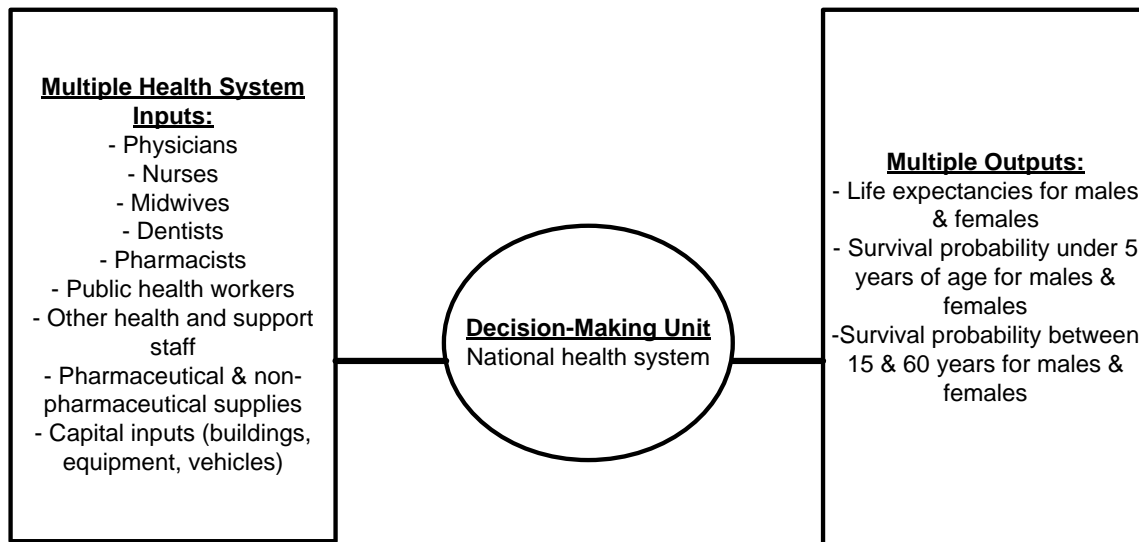 Multiple Health System
Inputs:
- Physicians
- Nurses
- Midwives
- Dentists
- Pharmacists
- Public health workers
- Other health and support
staff
- Pharmaceutical & non-
pharmaceutical supplies
- Capital inputs (buildings,
equipment, vehicles)
Decision-Making Unit
National health system
Multiple Outputs:
- Life expectancies for males
& females
- Survival probability under 5
years of age for males &
females
-Survival probability between
15 & 60 years for males &
females